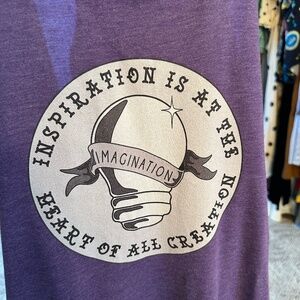 INSPIRATION IS AT THE
IMAGINATION
HEART OF ALL CREATION